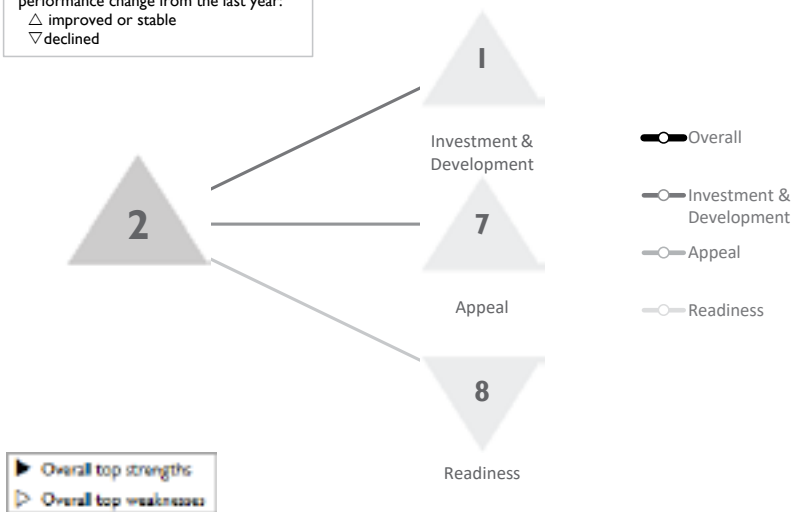 performance change from the last year:
△ improved or stable
▽ declined
1
Investment &
Development
2
7
Appeal
8
Readiness
Overall
Investment &
Development
Appeal
Readiness
▶ Overall top strengths
▷ Overall top weaknesses